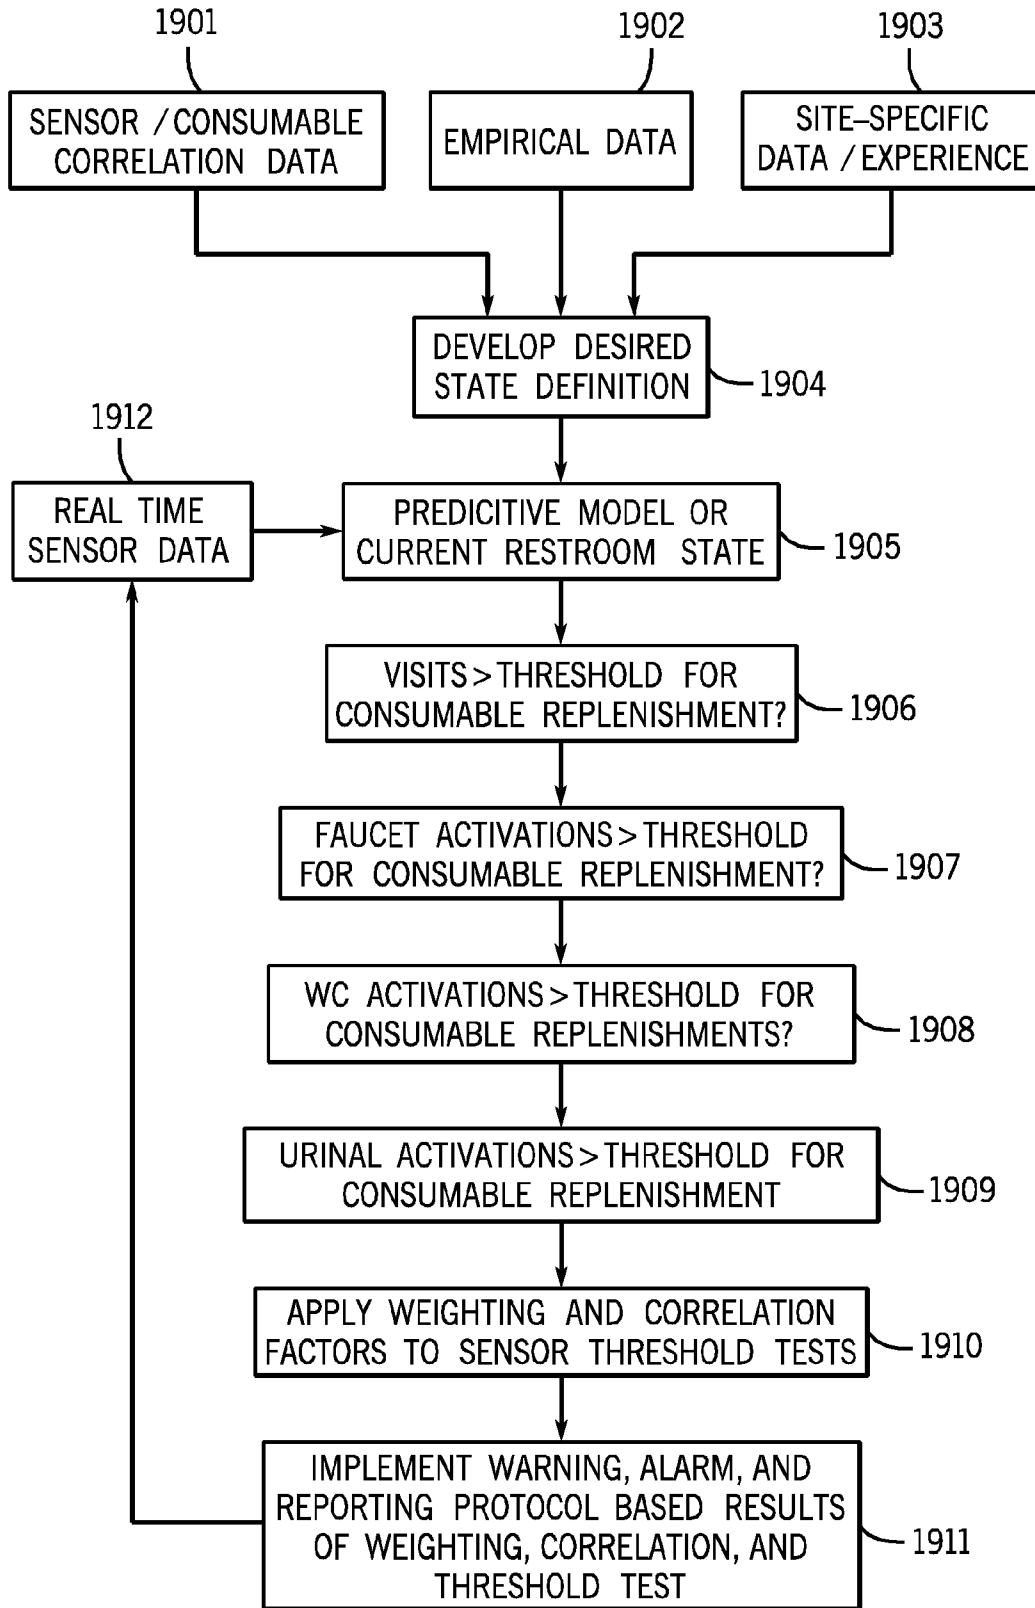 1901
1902
1903
SENSOR / CONSUMABLE
CORRELATION DATA
EMPIRICAL DATA
SITE-SPECIFIC
DATA / EXPERIENCE
DEVELOP DESIRED
STATE DEFINITION
1904
1912
REAL TIME
SENSOR DATA
PREDICITIVE MODEL OR
CURRENT RESTROOM STATE
1905
VISITS > THRESHOLD FOR
CONSUMABLE REPLENISHMENT?
1906
FAUCET ACTIVATIONS > THRESHOLD
FOR CONSUMABLE REPLENISHMENT?
1907
WC ACTIVATIONS > THRESHOLD FOR
CONSUMABLE REPLENISHMENTS?
1908
URINAL ACTIVATIONS > THRESHOLD FOR
CONSUMABLE REPLENISHMENT
1909
APPLY WEIGHTING AND CORRELATION
FACTORS TO SENSOR THRESHOLD TESTS
1910
IMPLEMENT WARNING, ALARM, AND
REPORTING PROTOCOL BASED RESULTS
OF WEIGHTING, CORRELATION, AND
THRESHOLD TEST
1911